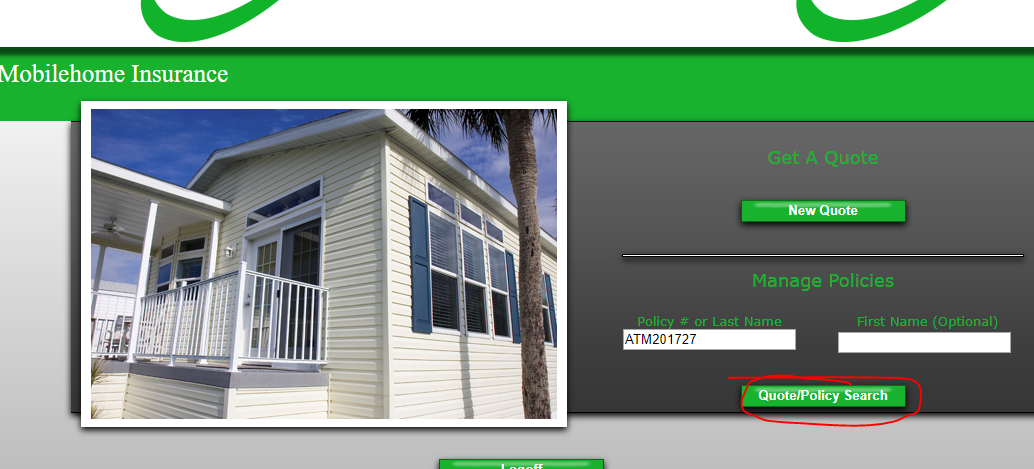 Mobilehome Insurance
Get A Quote
New Quote
Manage Policies
Policy # or Last Name
First Name (Optional)
ATM201727
Quote/Policy Search
Logoff